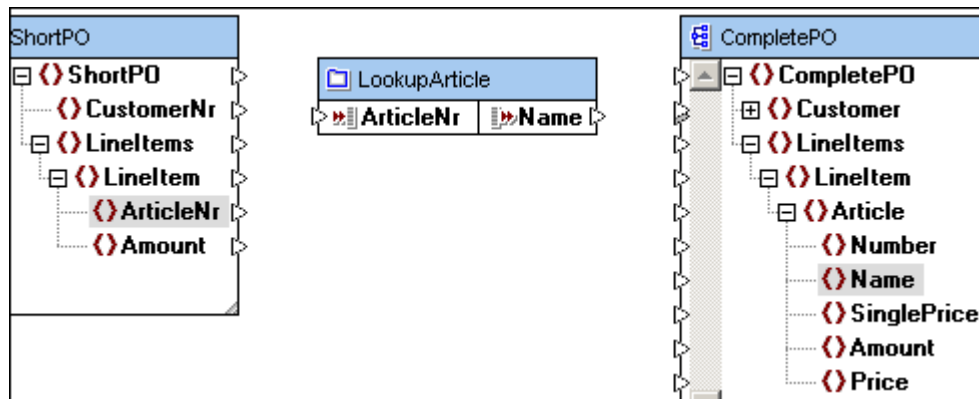 ShortPO
ShortPO
CustomerNr
LineItems
LineItem
ArticleNr
Amount
LookupArticle
ArticleNr Name
CompletePO
CompletePO
Customer
LineItems
LineItem
Article
Number
Name
SinglePrice
Amount
Price